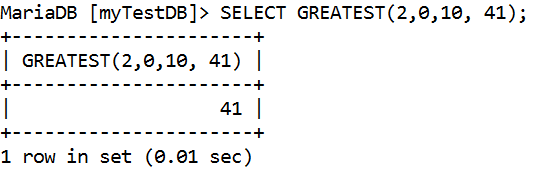 MariaDB [myTestDB]> SELECT GREATEST(2,0,10, 41);
+----------------------+
| GREATEST(2,0,10, 41) |
+----------------------+
|                   41 |
+----------------------+
1 row in set (0.01 sec)